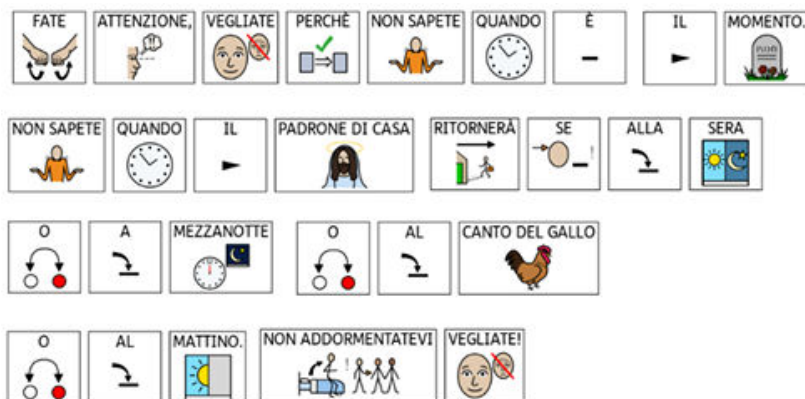 FATE ATTENZIONE, VEGLIATE PERCHÈ NON SAPETE QUANDO È IL MOMENTO.
NON SAPETE QUANDO IL PADRONE DI CASA RITORNERÀ SE ALLA SERA
O A MEZZANOTTE O AL CANTO DEL GALLO
O AL MATTINO. NON ADDORMENTATEVI VEGLIATE!